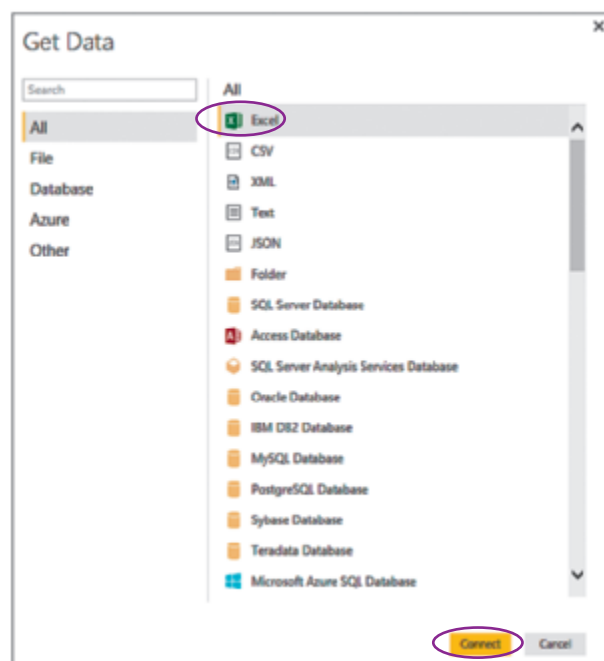 Get Data
Search
All
File
Database
Azure
Other
All
Excel
CSV
XML
Text
JSON
Folder
SQL Server Database
Access Database
SQL Server Analysis Services Database
Oracle Database
IBM DB2 Database
MySQL Database
PostgreSQL Database
Sybase Database
Teradata Database
Microsoft Azure SQL Database
Connect
Cancel